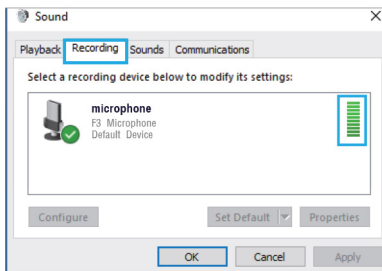 Sound
Playback Recording Sounds Communications
Select a recording device below to modify its settings:
microphone
F3 Microphone
Default Device
Configure Set Default Properties
OK Cancel Apply